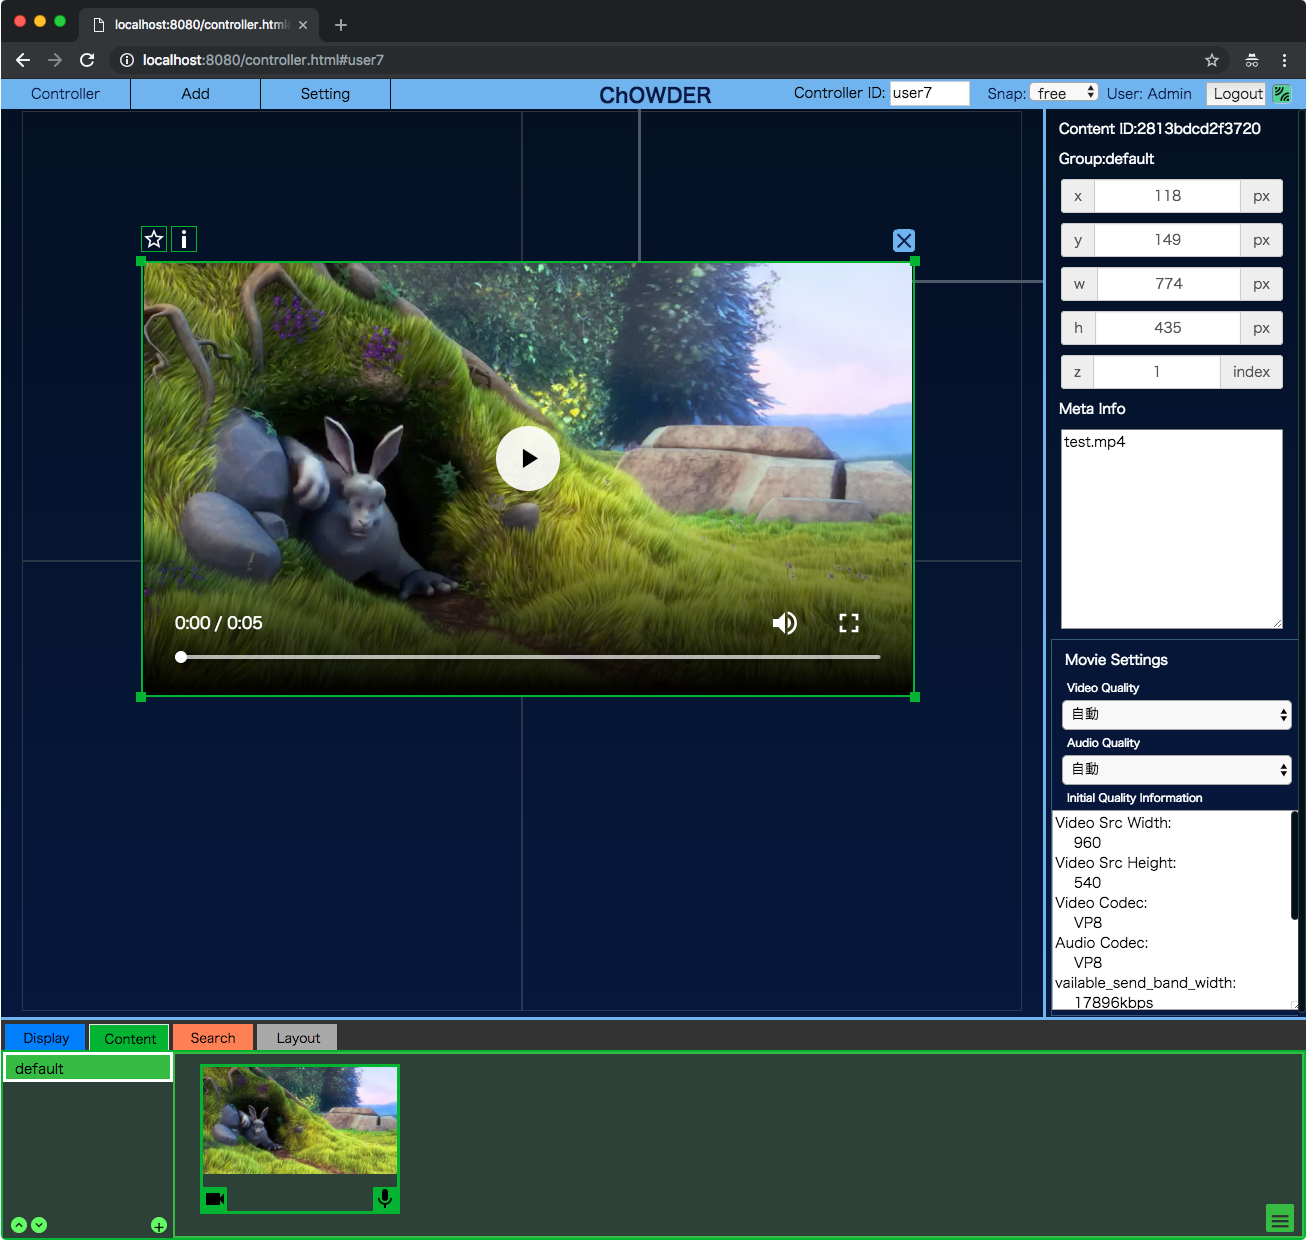 localhost:8080/controller.html
localhost:8080/controller.html#user7
Controller
Add
Setting
ChOWDER
Controller ID: user7
Snap: free
User: Admin
Logout
Content ID:2813bdcd2f3720
Group:default
x 118 px
y 149 px
w 774 px
h 435 px
z 1 index
Meta Info
test.mp4
0:00 / 0:05
Movie Settings
Video Quality
自動
Audio Quality
自動
Initial Quality Information
Video Src Width:
960
Video Src Height:
540
Video Codec:
VP8
Audio Codec:
VP8
vailable_send_band_width:
17896kbps
Display
Content
Search
Layout
default